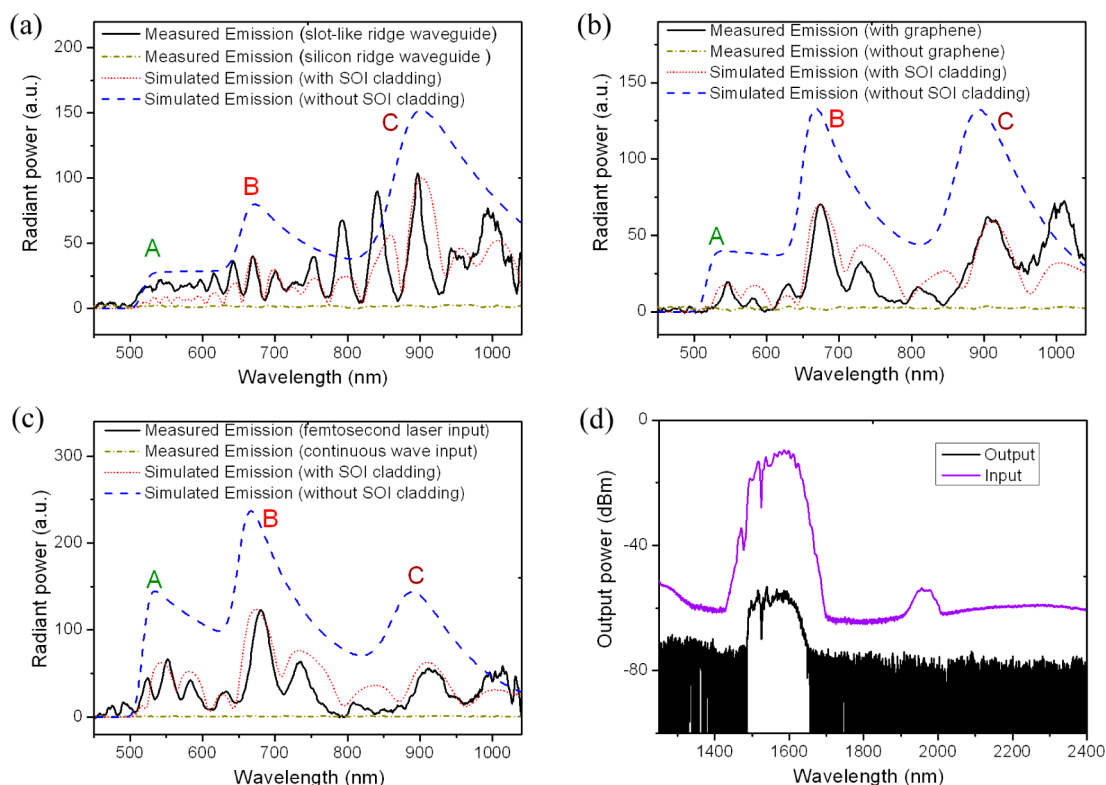 (a)
Measured Emission (slot-like ridge waveguide)
Measured Emission (silicon ridge waveguide )
Simulated Emission (with SOI cladding)
Simulated Emission (without SOI cladding)
A
B
C
Radiant power (a.u.)
200
150
100
50
0
500 600 700 800 900 1000
Wavelength (nm)
(b)
Measured Emission (with graphene)
Measured Emission (without graphene)
Simulated Emission (with SOI cladding)
Simulated Emission (without SOI cladding)
A
B
C
Radiant power (a.u.)
150
100
50
0
500 600 700 800 900 1000
Wavelength (nm)
(c)
Measured Emission (femtosecond laser input)
Measured Emission (continuous wave input)
Simulated Emission (with SOI cladding)
Simulated Emission (without SOI cladding)
A
B
C
Radiant power (a.u.)
300
200
100
0
500 600 700 800 900 1000
Wavelength (nm)
(d)
Output
Input
Output power (dBm)
0
-40
-80
1400 1600 1800 2000 2200 2400
Wavelength (nm)